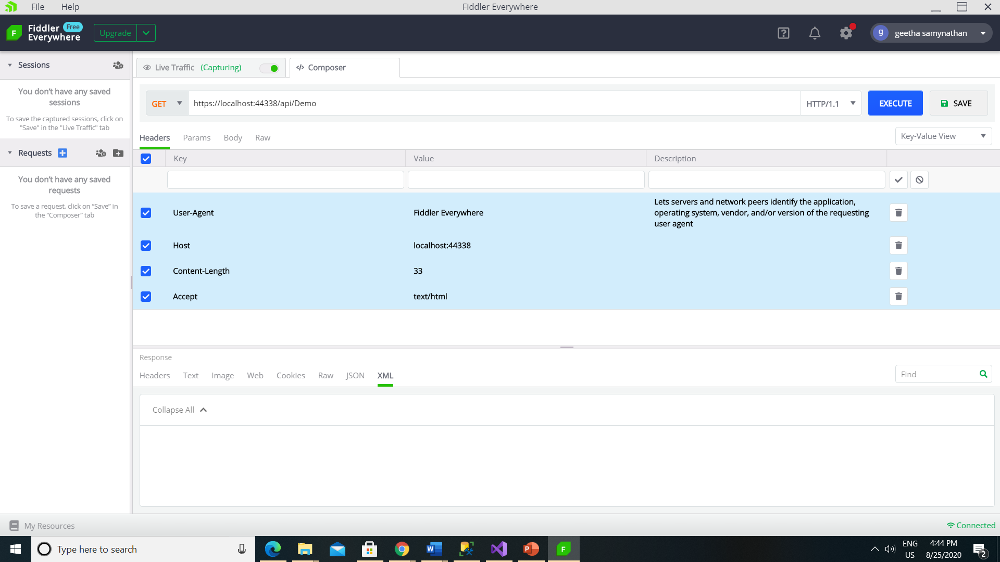 File Help Fiddler Everywhere
F Fiddler Free Everywhere Upgrade g geetha samynathan
Sessions
You don't have any saved
sessions
To save the captured sessions, click on
"Save" in the "Live Traffic" tab
Requests
You don't have any saved
requests
To save a request, click on “Save” in
the “Composer” tab
Live Traffic (Capturing) Composer
GET https://localhost:44338/api/Demo HTTP/1.1 EXECUTE SAVE
Headers Params Body Raw Key-Value View
Key Value Description
User-Agent Fiddler Everywhere Lets servers and network peers identify the application,
operating system, vendor, and/or version of the requesting
user agent
Host localhost:44338
Content-Length 33
Accept text/html
Response
Headers Text Image Web Cookies Raw JSON XML Find
Collapse All
My Resources Connected
Type here to search W P F ENG 4:44 PM
US 8/25/2020 2